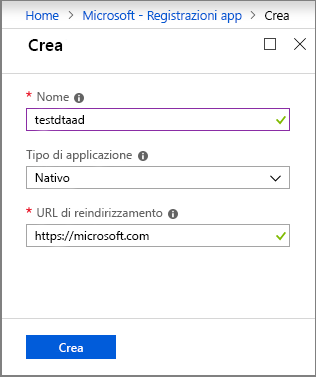 Home > Microsoft - Registrazioni app > Crea
Crea
* Nome
testdtaad
Tipo di applicazione
Nativo
* URL di reindirizzamento
https://microsoft.com
Crea